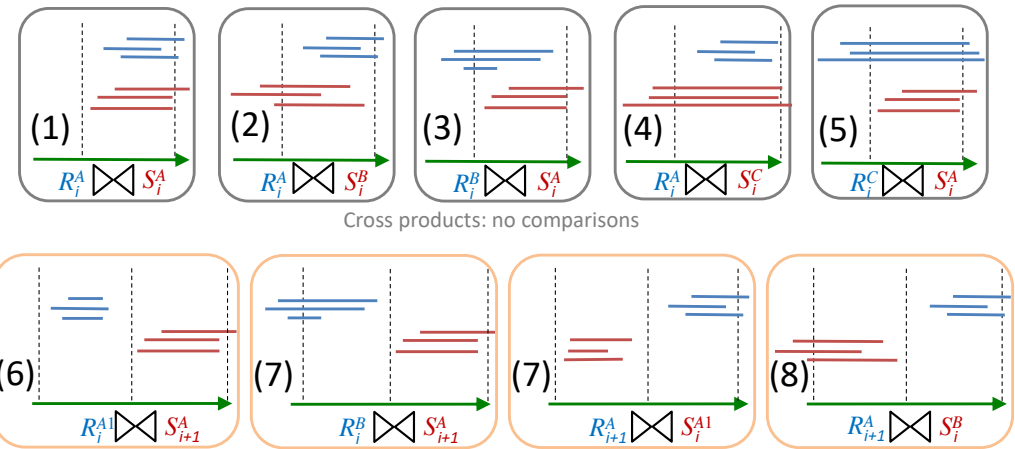 (1) (2) (3) (4) (5)
R_i^A ⋈ S_i^A R_i^A ⋈ S_i^B R_i^B ⋈ S_i^A R_i^A ⋈ S_i^C R_i^C ⋈ S_i^A
Cross products: no comparisons
(6) (7) (7) (8)
R_i^{A1} ⋈ S_{i+1}^A R_i^B ⋈ S_{i+1}^A R_{i+1}^A ⋈ S_i^{A1} R_{i+1}^A ⋈ S_i^B